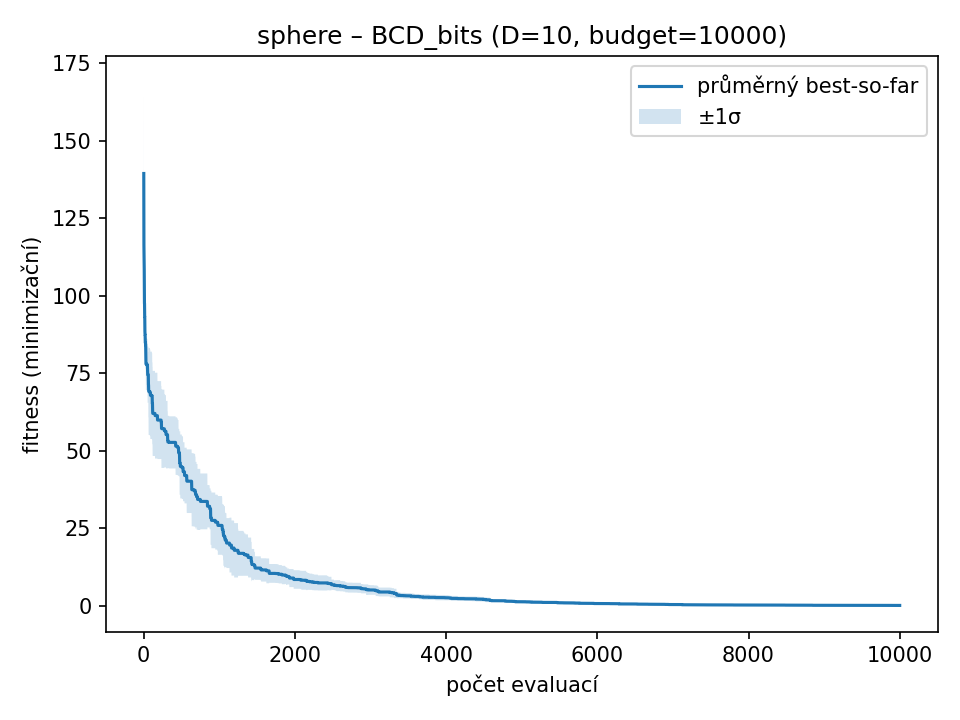 sphere – BCD_bits (D=10, budget=10000)
175
150
125
100
75
50
25
0
fitness (minimizační)
průměrný best-so-far
±1σ
0
2000
4000
6000
8000
10000
počet evaluací